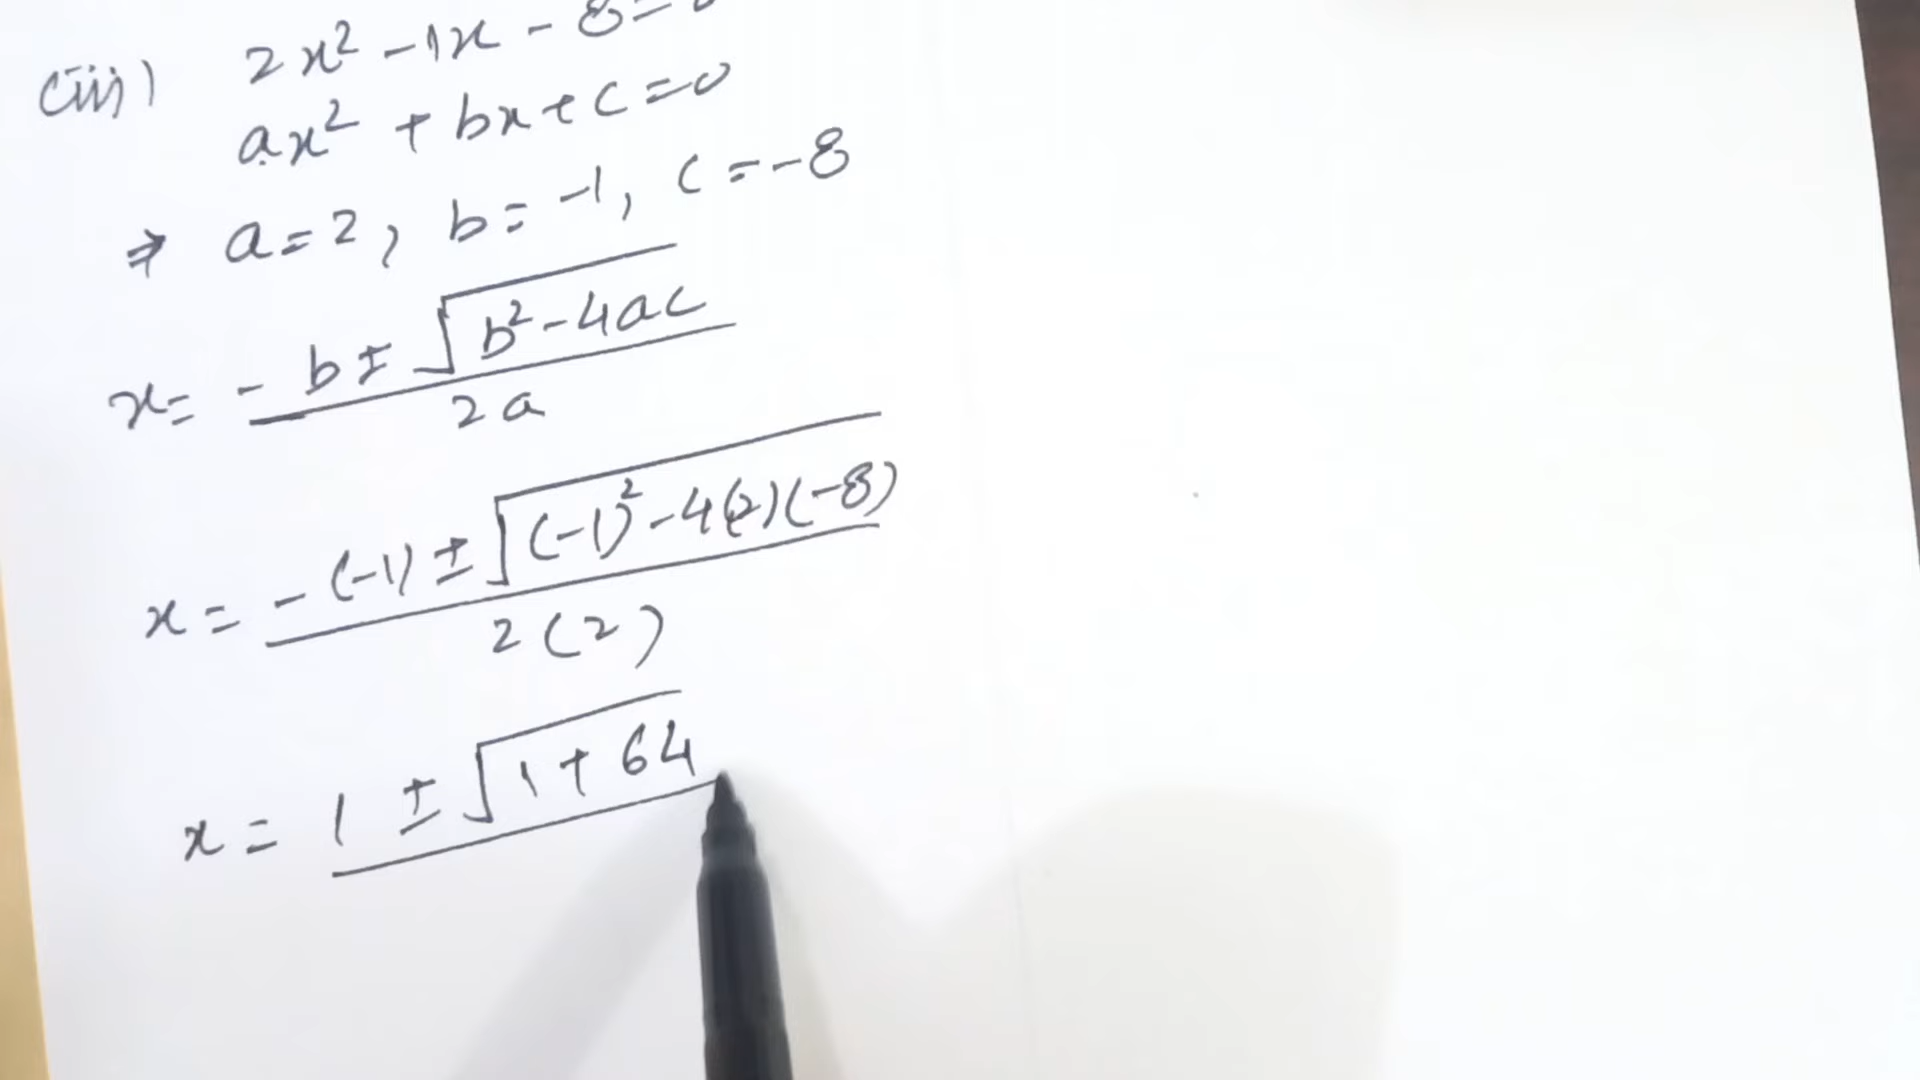 (iii) 2x² - 1x - 8 = 0
ax² + bx + c = 0
⇒ a = 2, b = -1, c = -8
x = - b ± √b² - 4ac / 2a
x = - (-1) ± √(-1)² - 4(2)(-8) / 2(2)
x = 1 ± √1 + 64